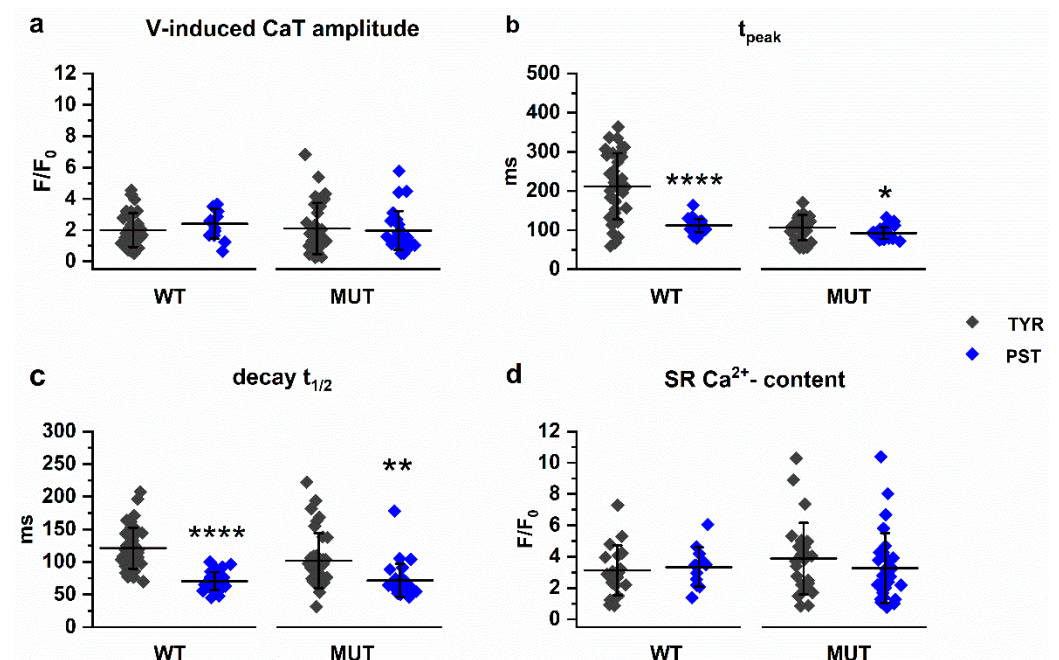 a V-induced CaT amplitude
12
10
8
6
4
2
0
F/F0
WT MUT
b tpeak
500
400
300
200
100
0
ms
****
*
WT MUT
TYR
PST
c decay t1/2
300
250
200
150
100
50
0
ms
****
**
WT MUT
d SR Ca2+- content
12
10
8
6
4
2
0
F/F0
WT MUT